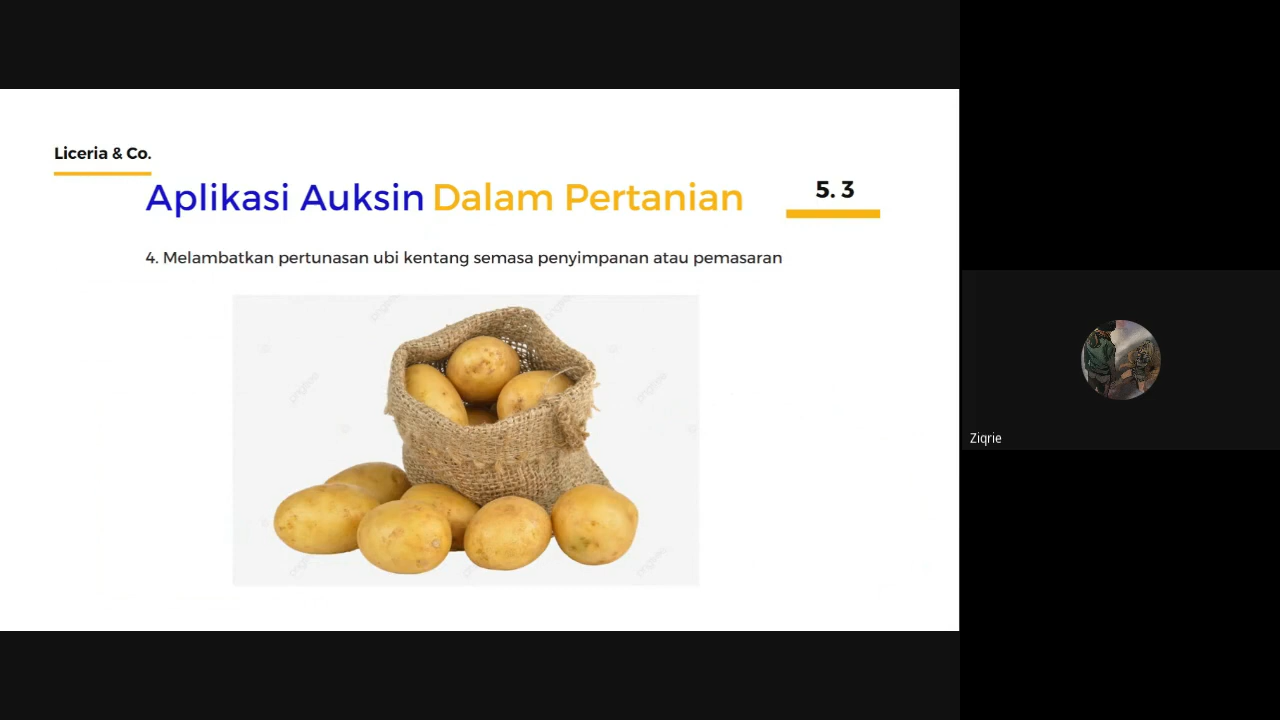 Liceria & Co.
Aplikasi Auksin Dalam Pertanian
5. 3
4. Melambatkan pertunasan ubi kentang semasa penyimpanan atau pemasaran
Ziqrie